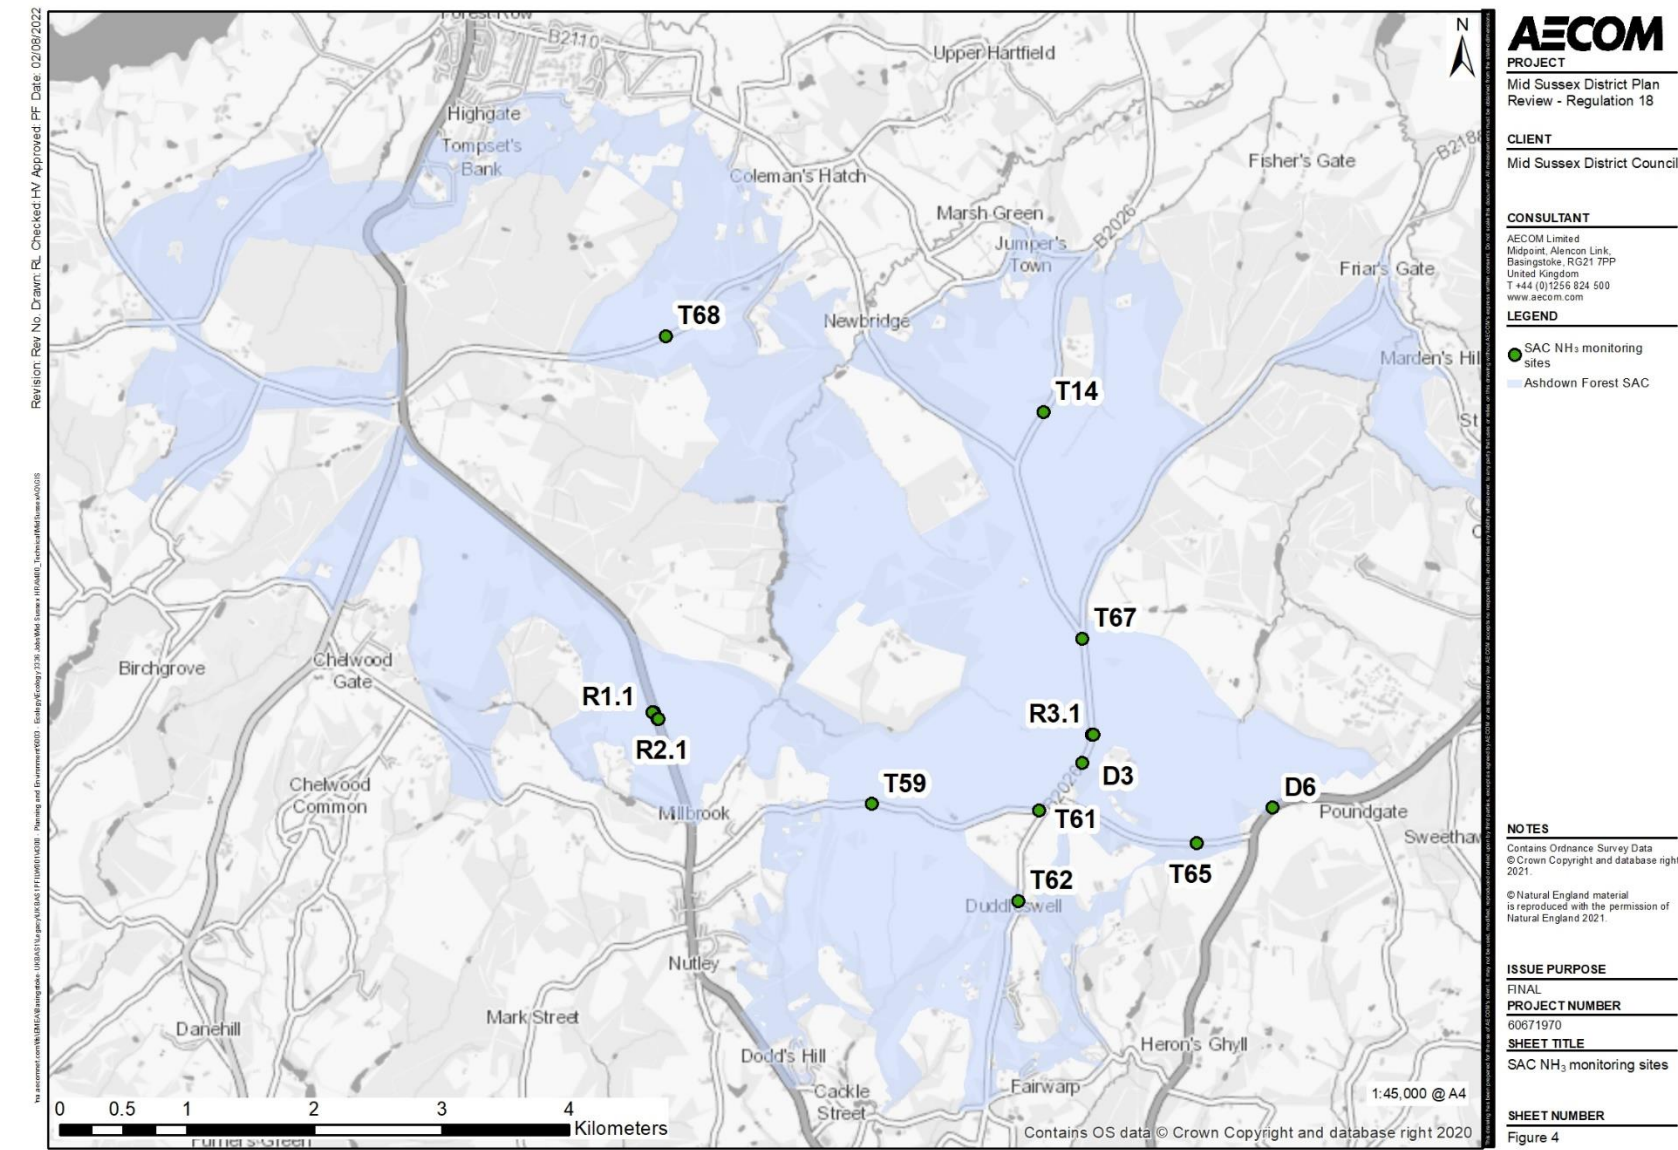 Forest Row
B2110
Upper Hartfield
N
Highgate
Tompset's
Bank
Coleman's Hatch
Fisher's Gate
B2188
Marsh Green
B2026
Jumper's
Town
Friar's Gate
T68
Newbridge
Marden's Hil
T14
St
T67
Birchgrove
Chelwood
Gate
R1.1
R3.1
R2.1
D3
Chelwood
Common
T59
D6
Millbrook
T61
Poundgate
Sweethaw
T65
T62
Duddleswell
Nutley
Mark Street
Danehill
Dodd's Hill
Heron's Ghyll
Fairwarp
Cackle
Street
1:45,000 @ A4
0 0.5 1 2 3 4
Kilometers
Furner's Green
Contains OS data © Crown Copyright and database right 2020
Revision: Rev No. Drawn: RL Checked: HV Approved: PF Date: 02/08/2022
AECOM
PROJECT
Mid Sussex District Plan
Review - Regulation 18
CLIENT
Mid Sussex District Council
CONSULTANT
AECOM Limited
Midpoint, Alencon Link,
Basingstoke, RG21 7PP
United Kingdom
T +44 (0)1256 824 500
www.aecom.com
LEGEND
SAC NH₃ monitoring
sites
Ashdown Forest SAC
NOTES
Contains Ordnance Survey Data
© Crown Copyright and database right
2021.
© Natural England material
is reproduced with the permission of
Natural England 2021.
ISSUE PURPOSE
FINAL
PROJECT NUMBER
60671970
SHEET TITLE
SAC NH₃ monitoring sites
SHEET NUMBER
Figure 4